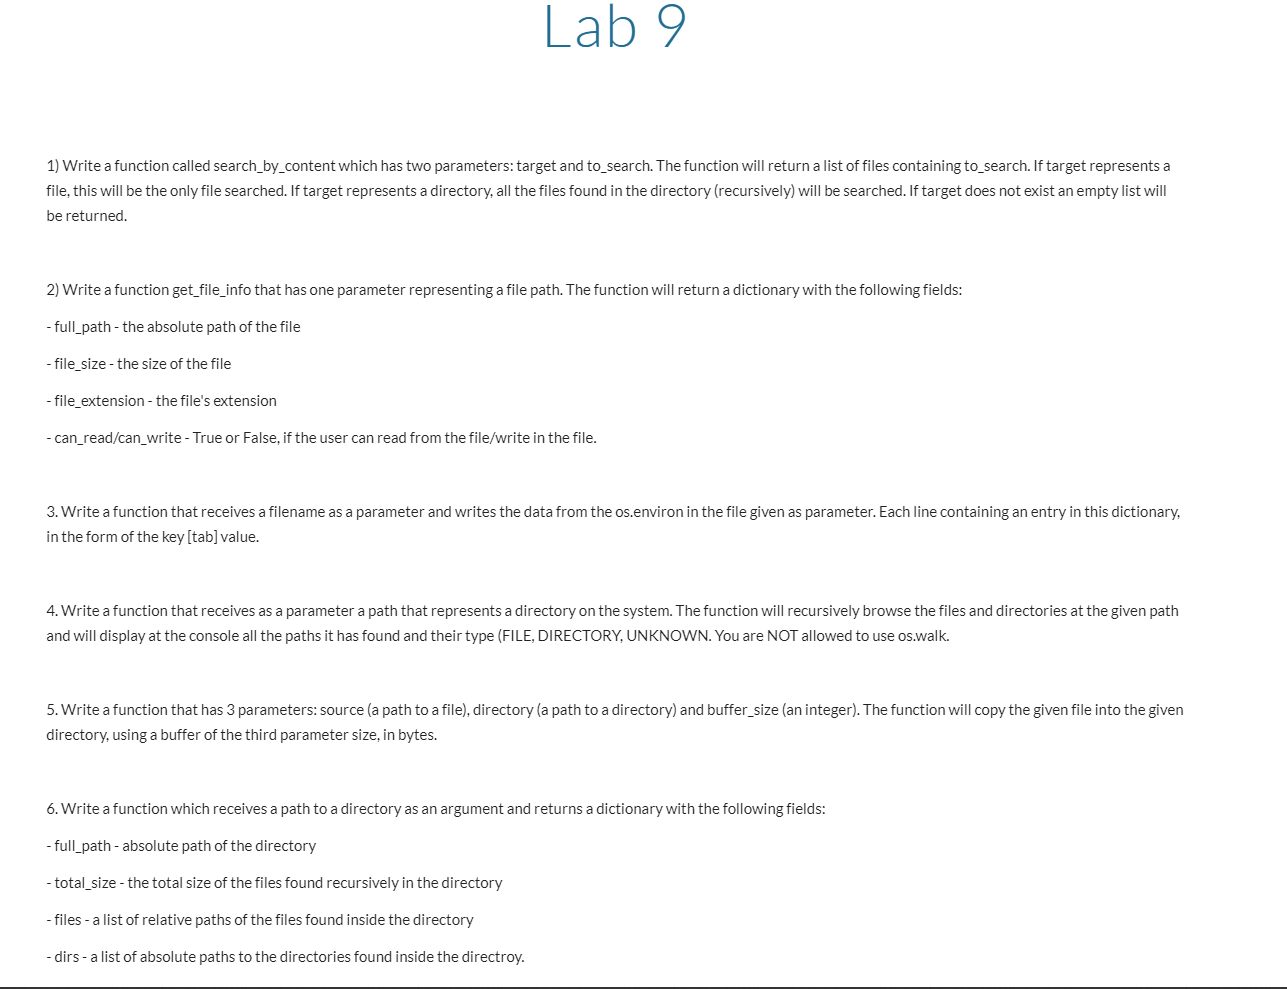 Lab 9
1) Write a function called search_by_content which has two parameters: target and to_search. The function will return a list of files containing to_search. If target represents a
file, this will be the only file searched. If target represents a directory, all the files found in the directory (recursively) will be searched. If target does not exist an empty list will
be returned.
2) Write a function get_file_info that has one parameter representing a file path. The function will return a dictionary with the following fields:
- full_path - the absolute path of the file
- file_size - the size of the file
- file_extension - the file's extension
- can_read/can_write - True or False, if the user can read from the file/write in the file.
3. Write a function that receives a filename as a parameter and writes the data from the os.environ in the file given as parameter. Each line containing an entry in this dictionary,
in the form of the key [tab] value.
4. Write a function that receives as a parameter a path that represents a directory on the system. The function will recursively browse the files and directories at the given path
and will display at the console all the paths it has found and their type (FILE, DIRECTORY, UNKNOWN. You are NOT allowed to use os.walk.
5. Write a function that has 3 parameters: source (a path to a file), directory (a path to a directory) and buffer_size (an integer). The function will copy the given file into the given
directory, using a buffer of the third parameter size, in bytes.
6. Write a function which receives a path to a directory as an argument and returns a dictionary with the following fields:
- full_path - absolute path of the directory
- total_size - the total size of the files found recursively in the directory
- files - a list of relative paths of the files found inside the directory
- dirs - a list of absolute paths to the directories found inside the directroy.